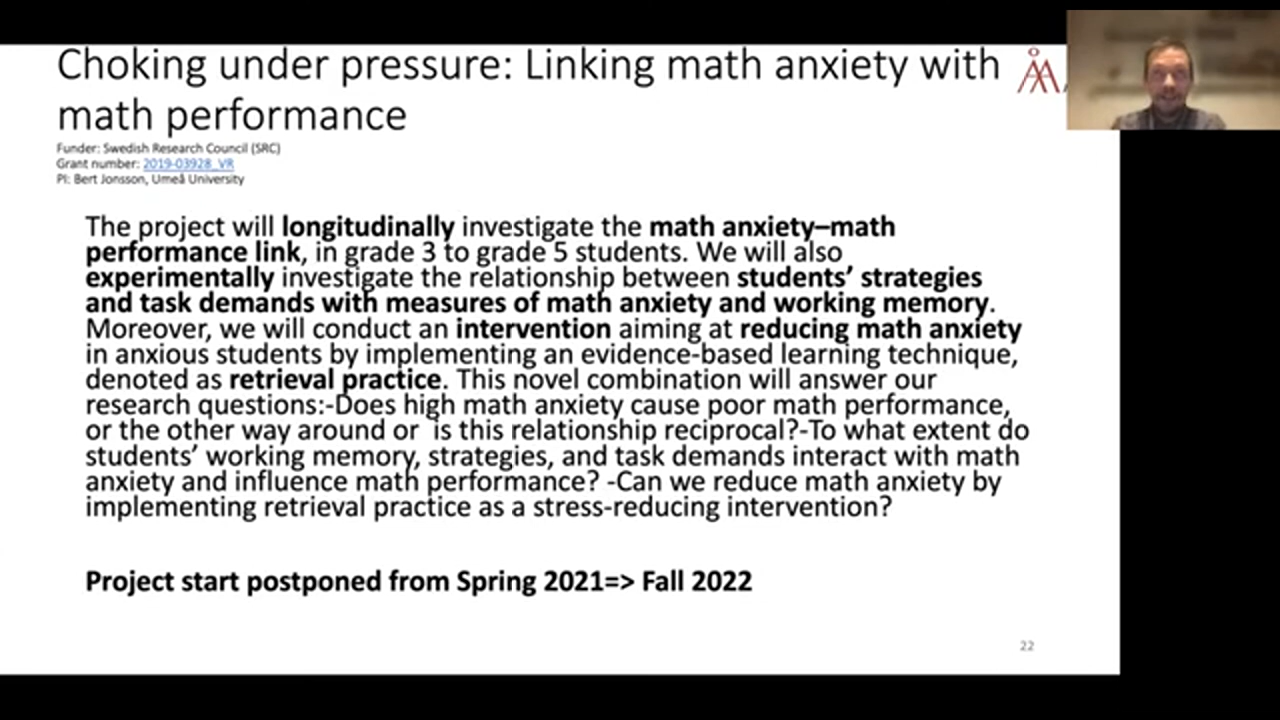 Choking under pressure: Linking math anxiety with
math performance
Funder: Swedish Research Council (SRC)
Grant number: 2019-03928_VR
PI: Bert Jonsson, Umeå University
The project will longitudinally investigate the math anxiety–math
performance link, in grade 3 to grade 5 students. We will also
experimentally investigate the relationship between students’ strategies
and task demands with measures of math anxiety and working memory.
Moreover, we will conduct an intervention aiming at reducing math anxiety
in anxious students by implementing an evidence-based learning technique,
denoted as retrieval practice. This novel combination will answer our
research questions:-Does high math anxiety cause poor math performance,
or the other way around or  is this relationship reciprocal?-To what extent do
students’ working memory, strategies, and task demands interact with math
anxiety and influence math performance? -Can we reduce math anxiety by
implementing retrieval practice as a stress-reducing intervention?
Project start postponed from Spring 2021=> Fall 2022
22